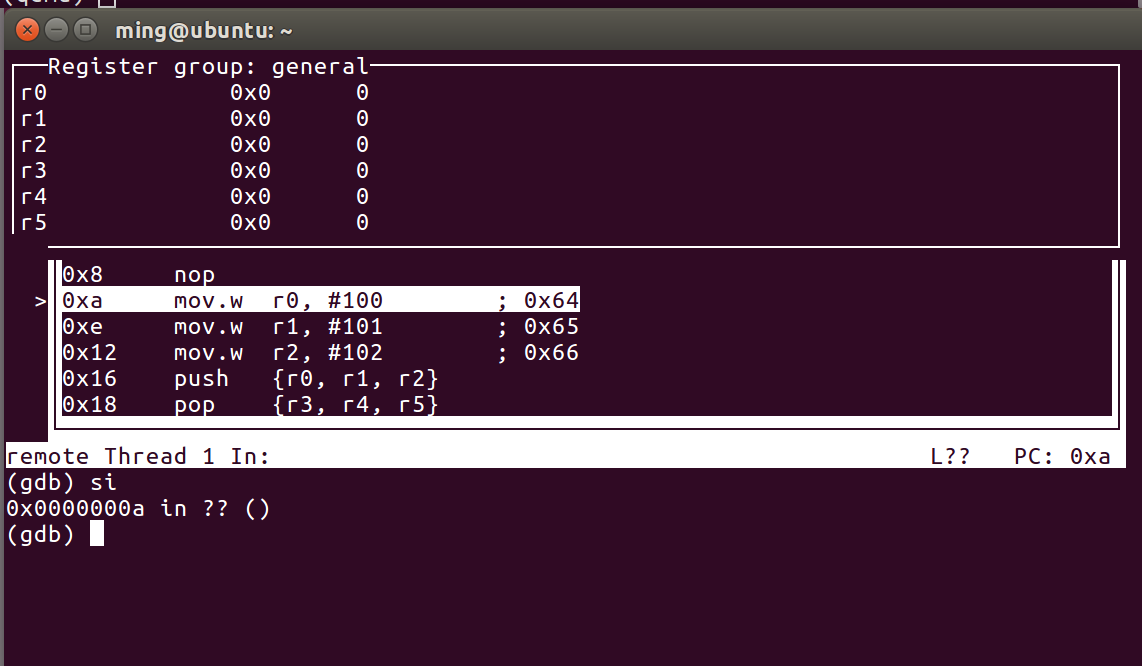 ming@ubuntu: ~
Register group: general
r0 0x0 0
r1 0x0 0
r2 0x0 0
r3 0x0 0
r4 0x0 0
r5 0x0 0
0x8 nop
>0xa mov.w r0, #100 ; 0x64
0xe mov.w r1, #101 ; 0x65
0x12 mov.w r2, #102 ; 0x66
0x16 push {r0, r1, r2}
0x18 pop {r3, r4, r5}
remote Thread 1 In: L?? PC: 0xa
(gdb) si
0x0000000a in ?? ()
(gdb)